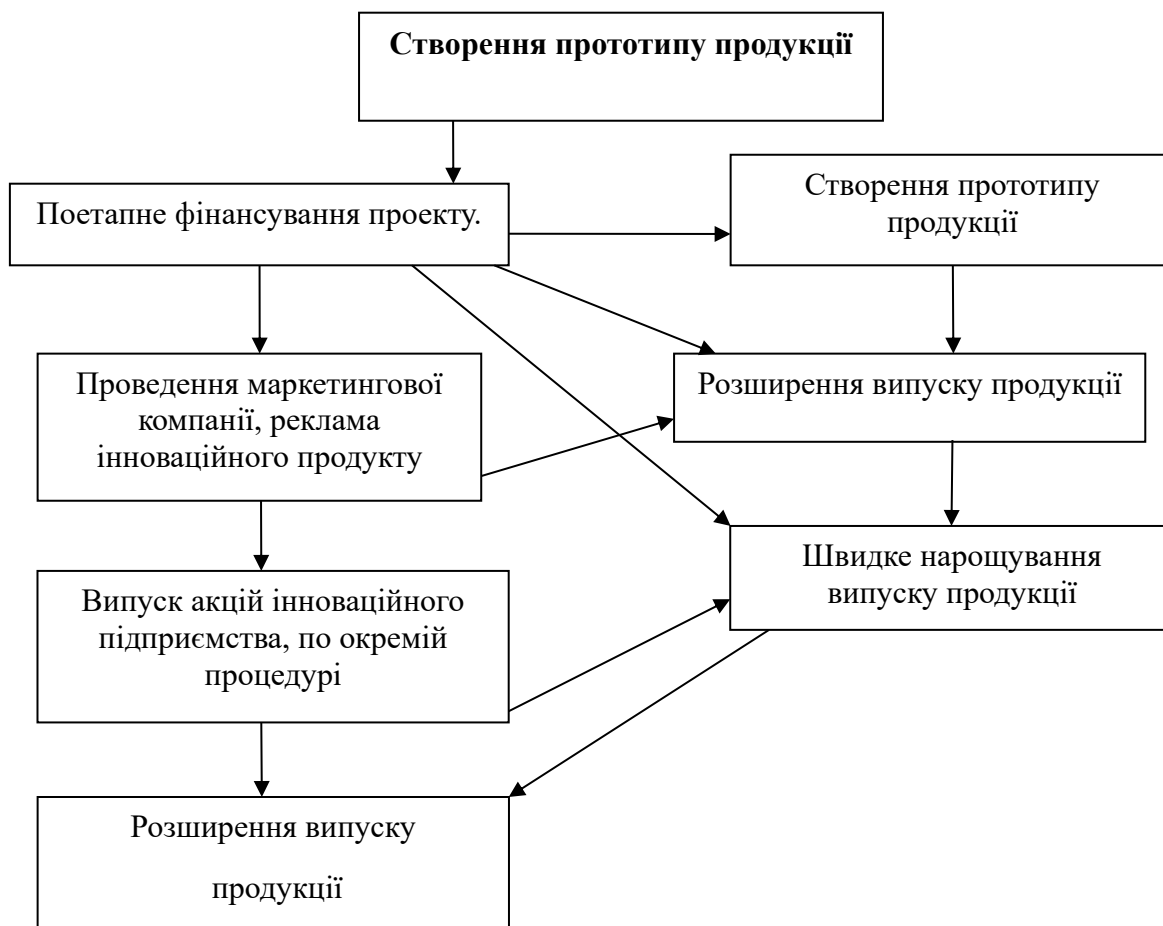 Створення прототипу продукції
Поетапне фінансування проекту.
Створення прототипу
продукції
Проведення маркетингової
компанії, реклама
інноваційного продукту
Розширення випуску продукції
Випуск акцій інноваційного
підприємства, по окремій
процедурі
Швидке нарощування
випуску продукції
Розширення випуску
продукції